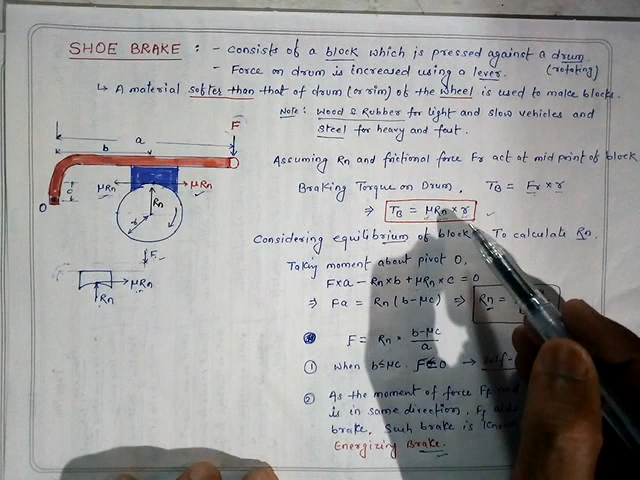 SHOE BRAKE : - consists of a block which is pressed against a drum.
- Force on drum is increased using a lever. (rotating)
↳ A material softer than that of drum (or rim) of the wheel is used to make blocks.
Note: Wood & Rubber for light and slow vehicles and
steel for heavy and fast.
F
a
b
c
O
μRn
μRn
Rn
r
F
μRn
Rn
Assuming Rn and frictional force Fr act at mid point of block
Braking Torque on Drum, TB = Fr × r
⇒ TB = μRn × r
Considering equilibrium of block To calculate Rn.
Taking moment about pivot O,
F×a - Rn×b + μRn×c = 0
⇒ Fa = Rn (b-μc) ⇒ Rn =
F = Rn × b-μc / a
① When b≤μc. F≤0 → Self-
② As the moment of force Ff
is in same direction, Ff
brake. Such brake is
Energizing Brake.